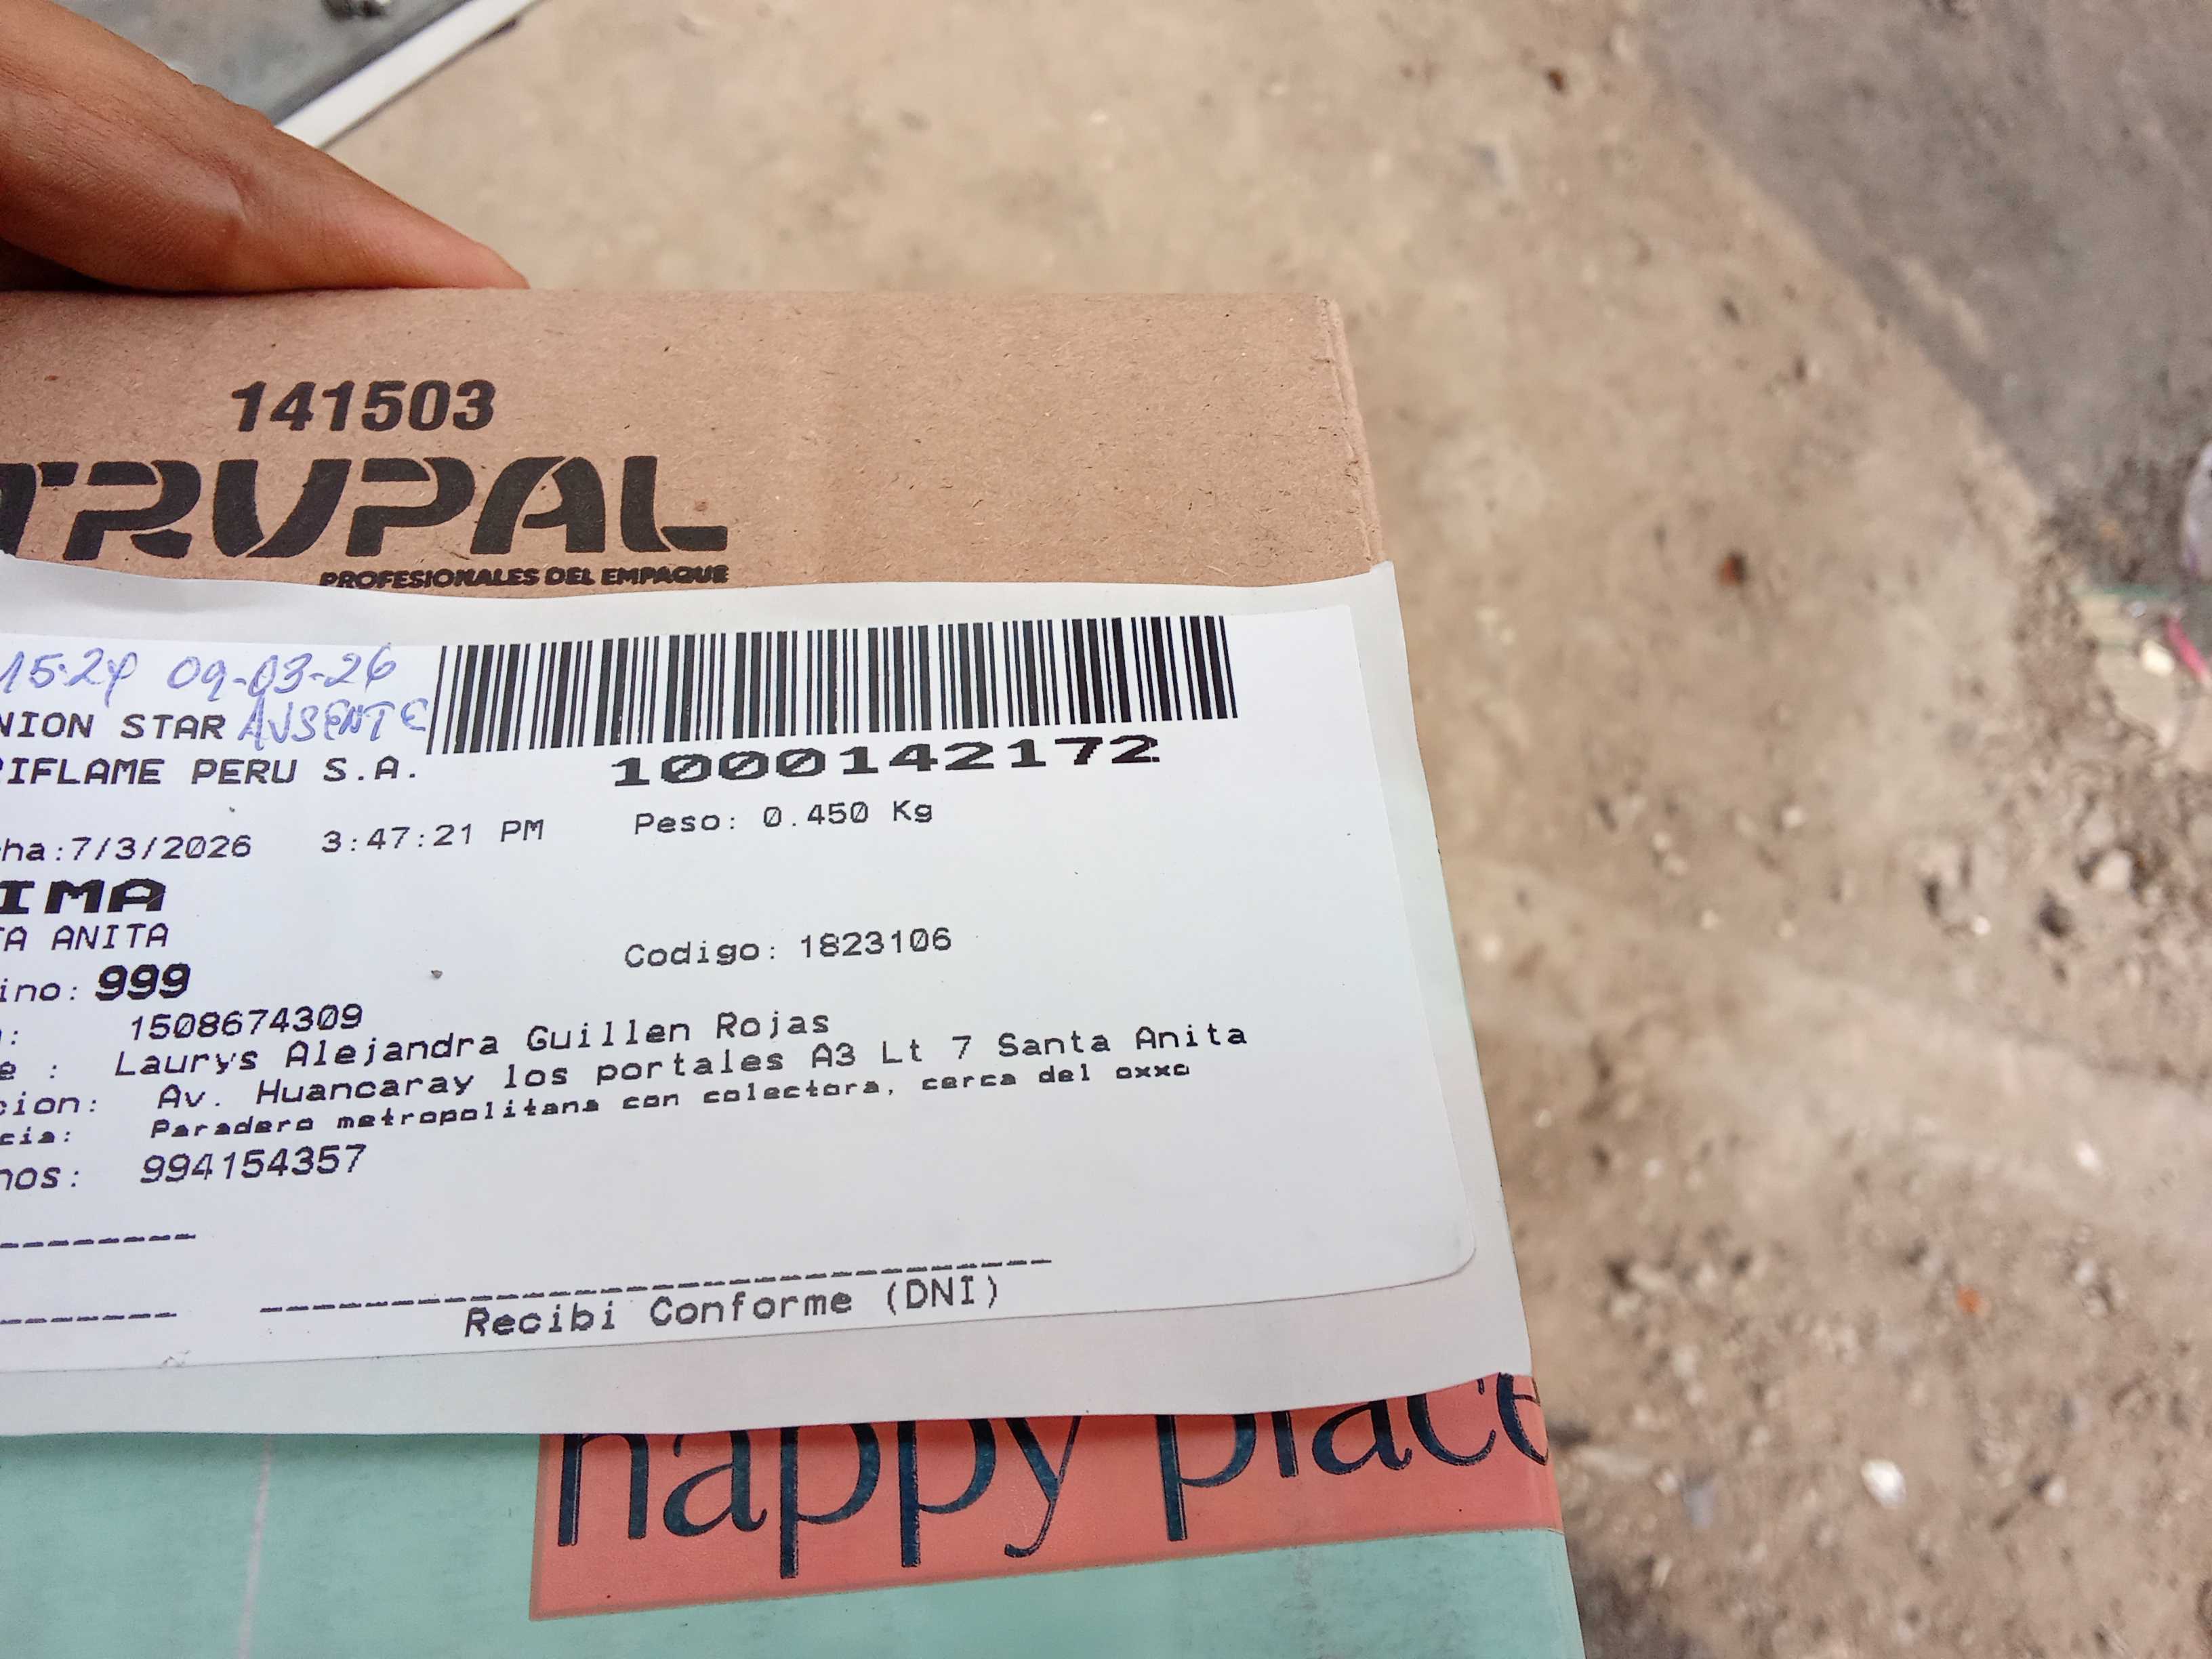 141503
TRUPAL
PROFESIONALES DEL EMPAQUE
15:24 09-03-26
NION STAR AUSENTE
RIFLAME PERU S.A.
1000142172
ha:7/3/2026 3:47:21 PM Peso: 0.450 Kg
IMA
TA ANITA
Codigo: 1823106
ino: 999
: 1508674309
e : Laurys Alejandra Guillen Rojas
cion: Av. Huancaray los portales A3 Lt 7 Santa Anita
cia: Paradero metropolitana con colectora, cerca del oxxo
nos: 994154357
Recibi Conforme (DNI)
happy place